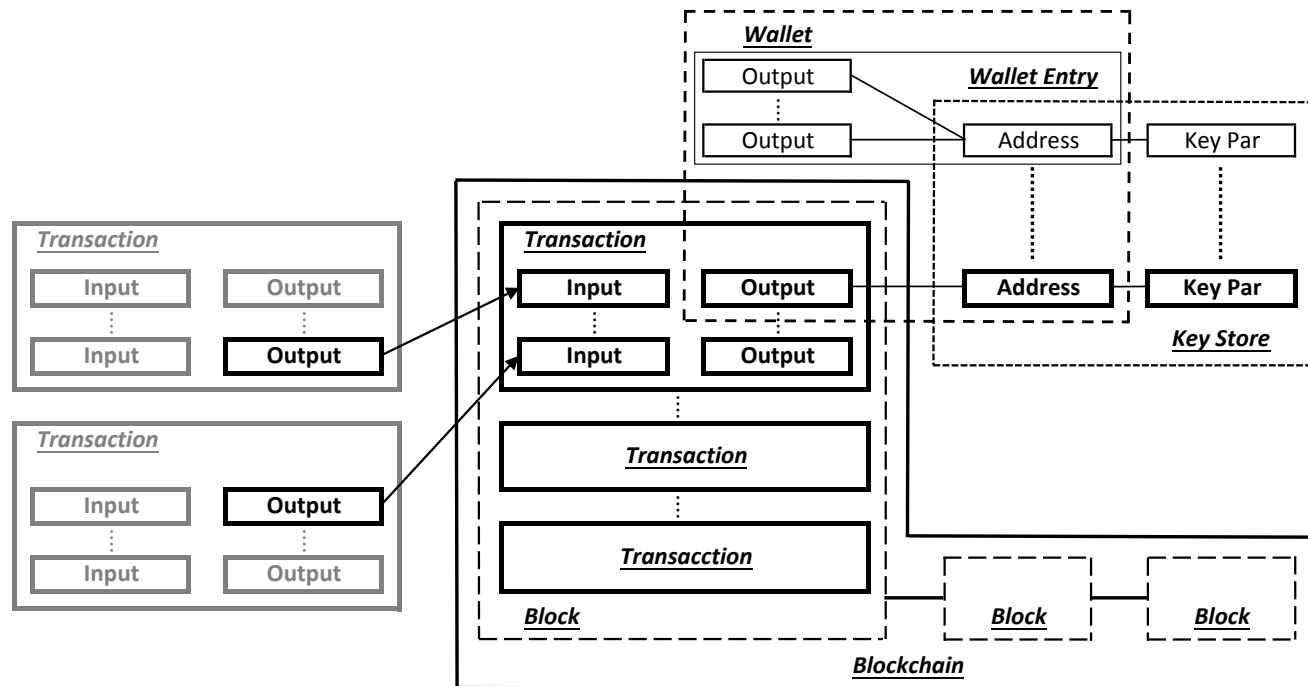 Wallet
Output
Wallet Entry
Output
Address
Key Par
Transaction
Input
Output
Input
Output
Transaction
Input
Output
Input
Output
Transaction
Input
Output
Input
Output
Address
Key Par
Key Store
Transaction
Transacction
Block
Block
Block
Blockchain